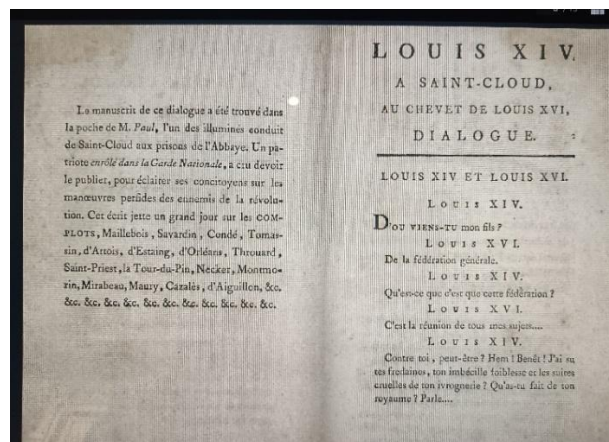 Le manuscrit de ce dialogue a été trouvé dans
la poche de M. Paul, l'un des illuminés conduit
de Saint-Cloud aux prisons de l'Abbaye. Un pa-
triote enrôlé dans la Garde Nationale, a cru devoir
le publier, pour éclairer ses concitoyens sur les
manœuvres perfides des ennemis de la révolu-
tion. Cet écrit jette un grand jour sur les COM-
PLOTS, Maillebois, Savardin, Condé, Tomas-
sin, d'Artois, d'Estaing, d'Orléans, Throuard,
Saint-Priest, la Tour-du-Pin, Necker, Montmo-
rin, Mirabeau, Maury, Cazalés, d'Aiguillon, &c.
&c. &c. &c. &c. &c. &c. &c. &c. &c. &c.
LOUIS XIV.
A SAINT-CLOUD,
AU CHEVET DE LOUIS XVI,
DIALOGUE.
LOUIS XIV ET LOUIS XVI.
LOUIS XIV.
D'OU VIENS-TU mon fils ?
LOUIS XVI.
De la fédération générale.
LOUIS XIV.
Qu'est-ce que c'est que cette fédération ?
LOUIS XVI.
C'est la réunion de tous mes sujets....
LOUIS XIV.
Contre toi, peut-être ? Hem ! Benêt ! J'ai su
tes fredaines, ton imbécille foiblesse et les suites
cruelles de ton ivrognerie ? Qu'as-tu fait de ton
royaume ? Parle....